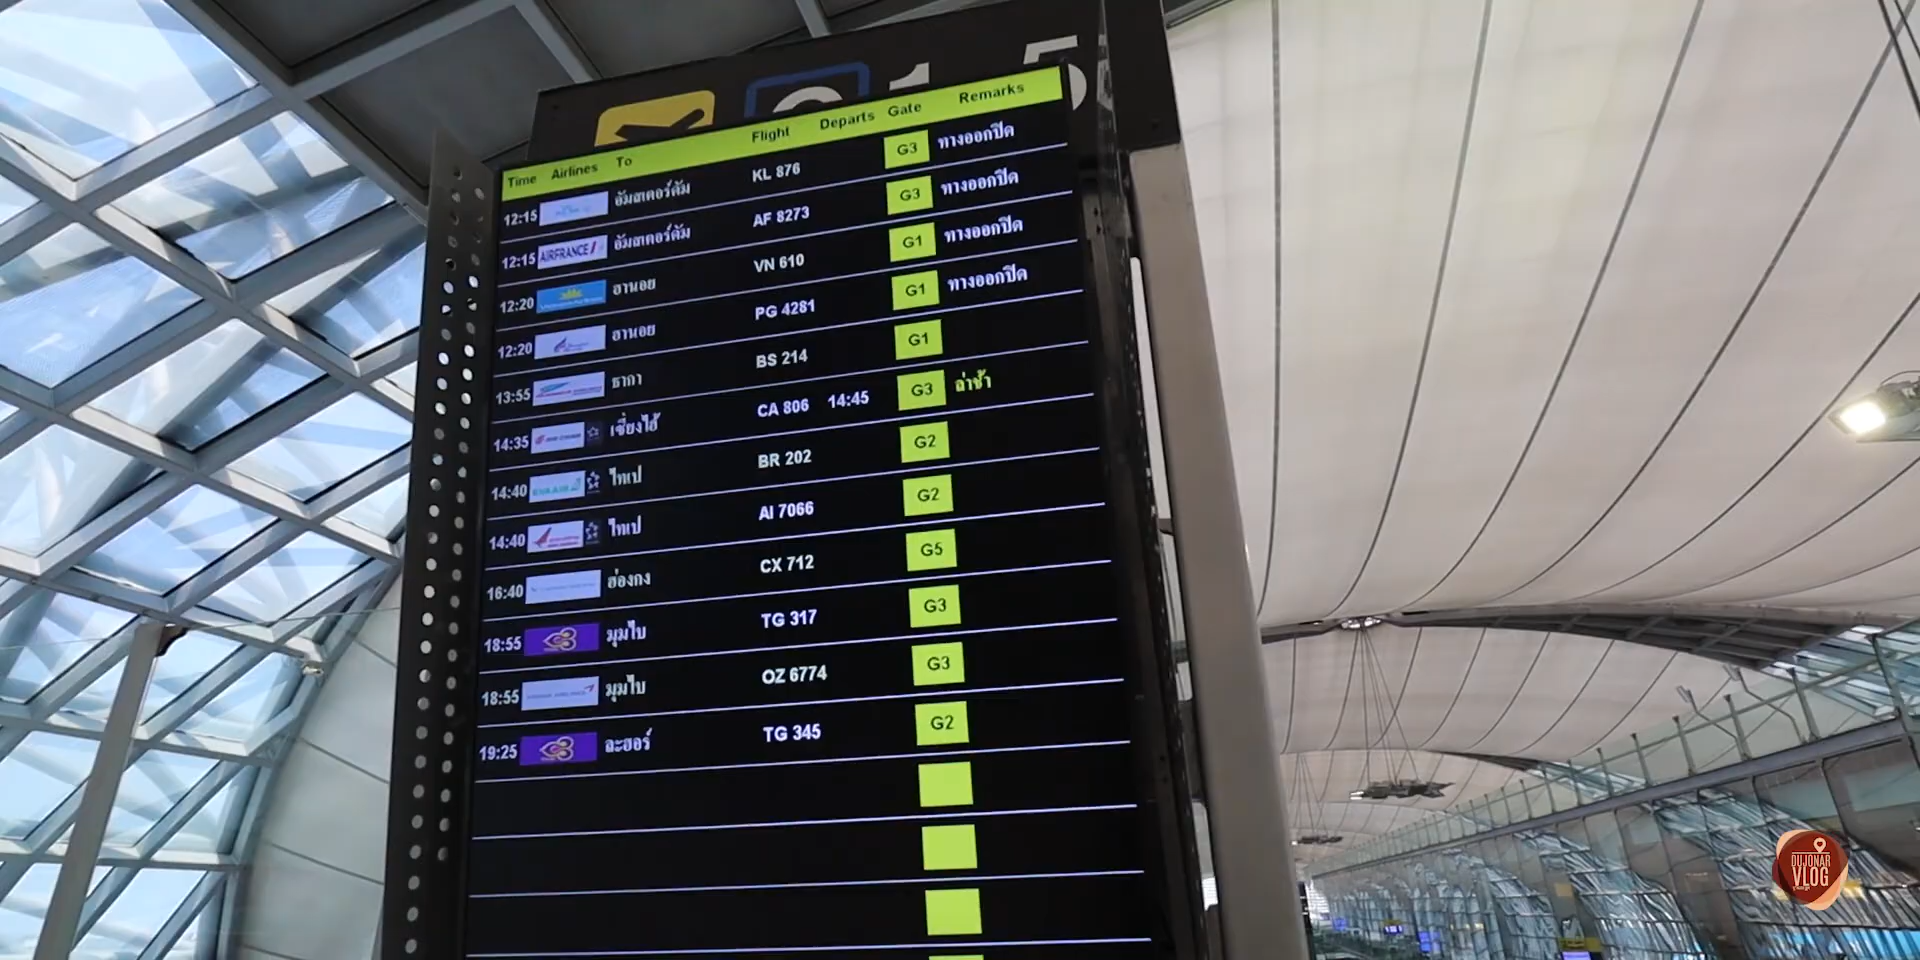 G1-5
Time Airlines To Flight Departs Gate Remarks
12:15 อัมสเตอร์ดัม KL 876 G3 ทางออกปิด
12:15 AIRFRANCE อัมสเตอร์ดัม AF 8273 G3 ทางออกปิด
12:20 ฮานอย VN 610 G1 ทางออกปิด
12:20 ฮานอย PG 4281 G1 ทางออกปิด
13:55 ธากา BS 214 G1
14:35 AIR CHINA เซี่ยงไฮ้ CA 806 14:45 G3 ล่าช้า
14:40 EVA AIR ไทเป BR 202 G2
14:40 ไทเป AI 7066 G2
16:40 ฮ่องกง CX 712 G5
18:55 มุมไบ TG 317 G3
18:55 มุมไบ OZ 6774 G3
19:25 ละฮอร์ TG 345 G2
DUJONAR
VLOG